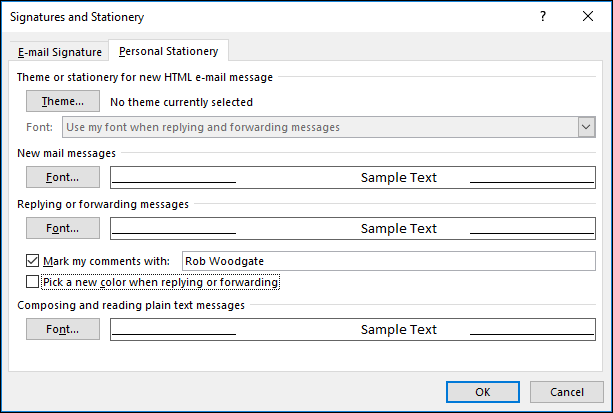 Signatures and Stationery
E-mail Signature Personal Stationery
Theme or stationery for new HTML e-mail message
Theme... No theme currently selected
Font: Use my font when replying and forwarding messages
New mail messages
Font... Sample Text
Replying or forwarding messages
Font... Sample Text
Mark my comments with: Rob Woodgate
Pick a new color when replying or forwarding
Composing and reading plain text messages
Font... Sample Text
OK Cancel